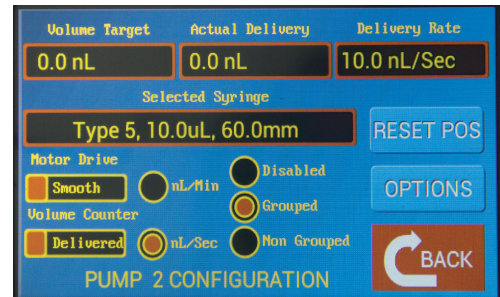 Volume Target Actual Delivery Delivery Rate
0.0 nL 0.0 nL 10.0 nL/Sec
Selected Syringe
Type 5, 10.0uL, 60.0mm RESET POS
Motor Drive
Smooth nL/Min Disabled
Grouped OPTIONS
Volume Counter
Delivered nL/Sec Non Grouped
PUMP 2 CONFIGURATION BACK